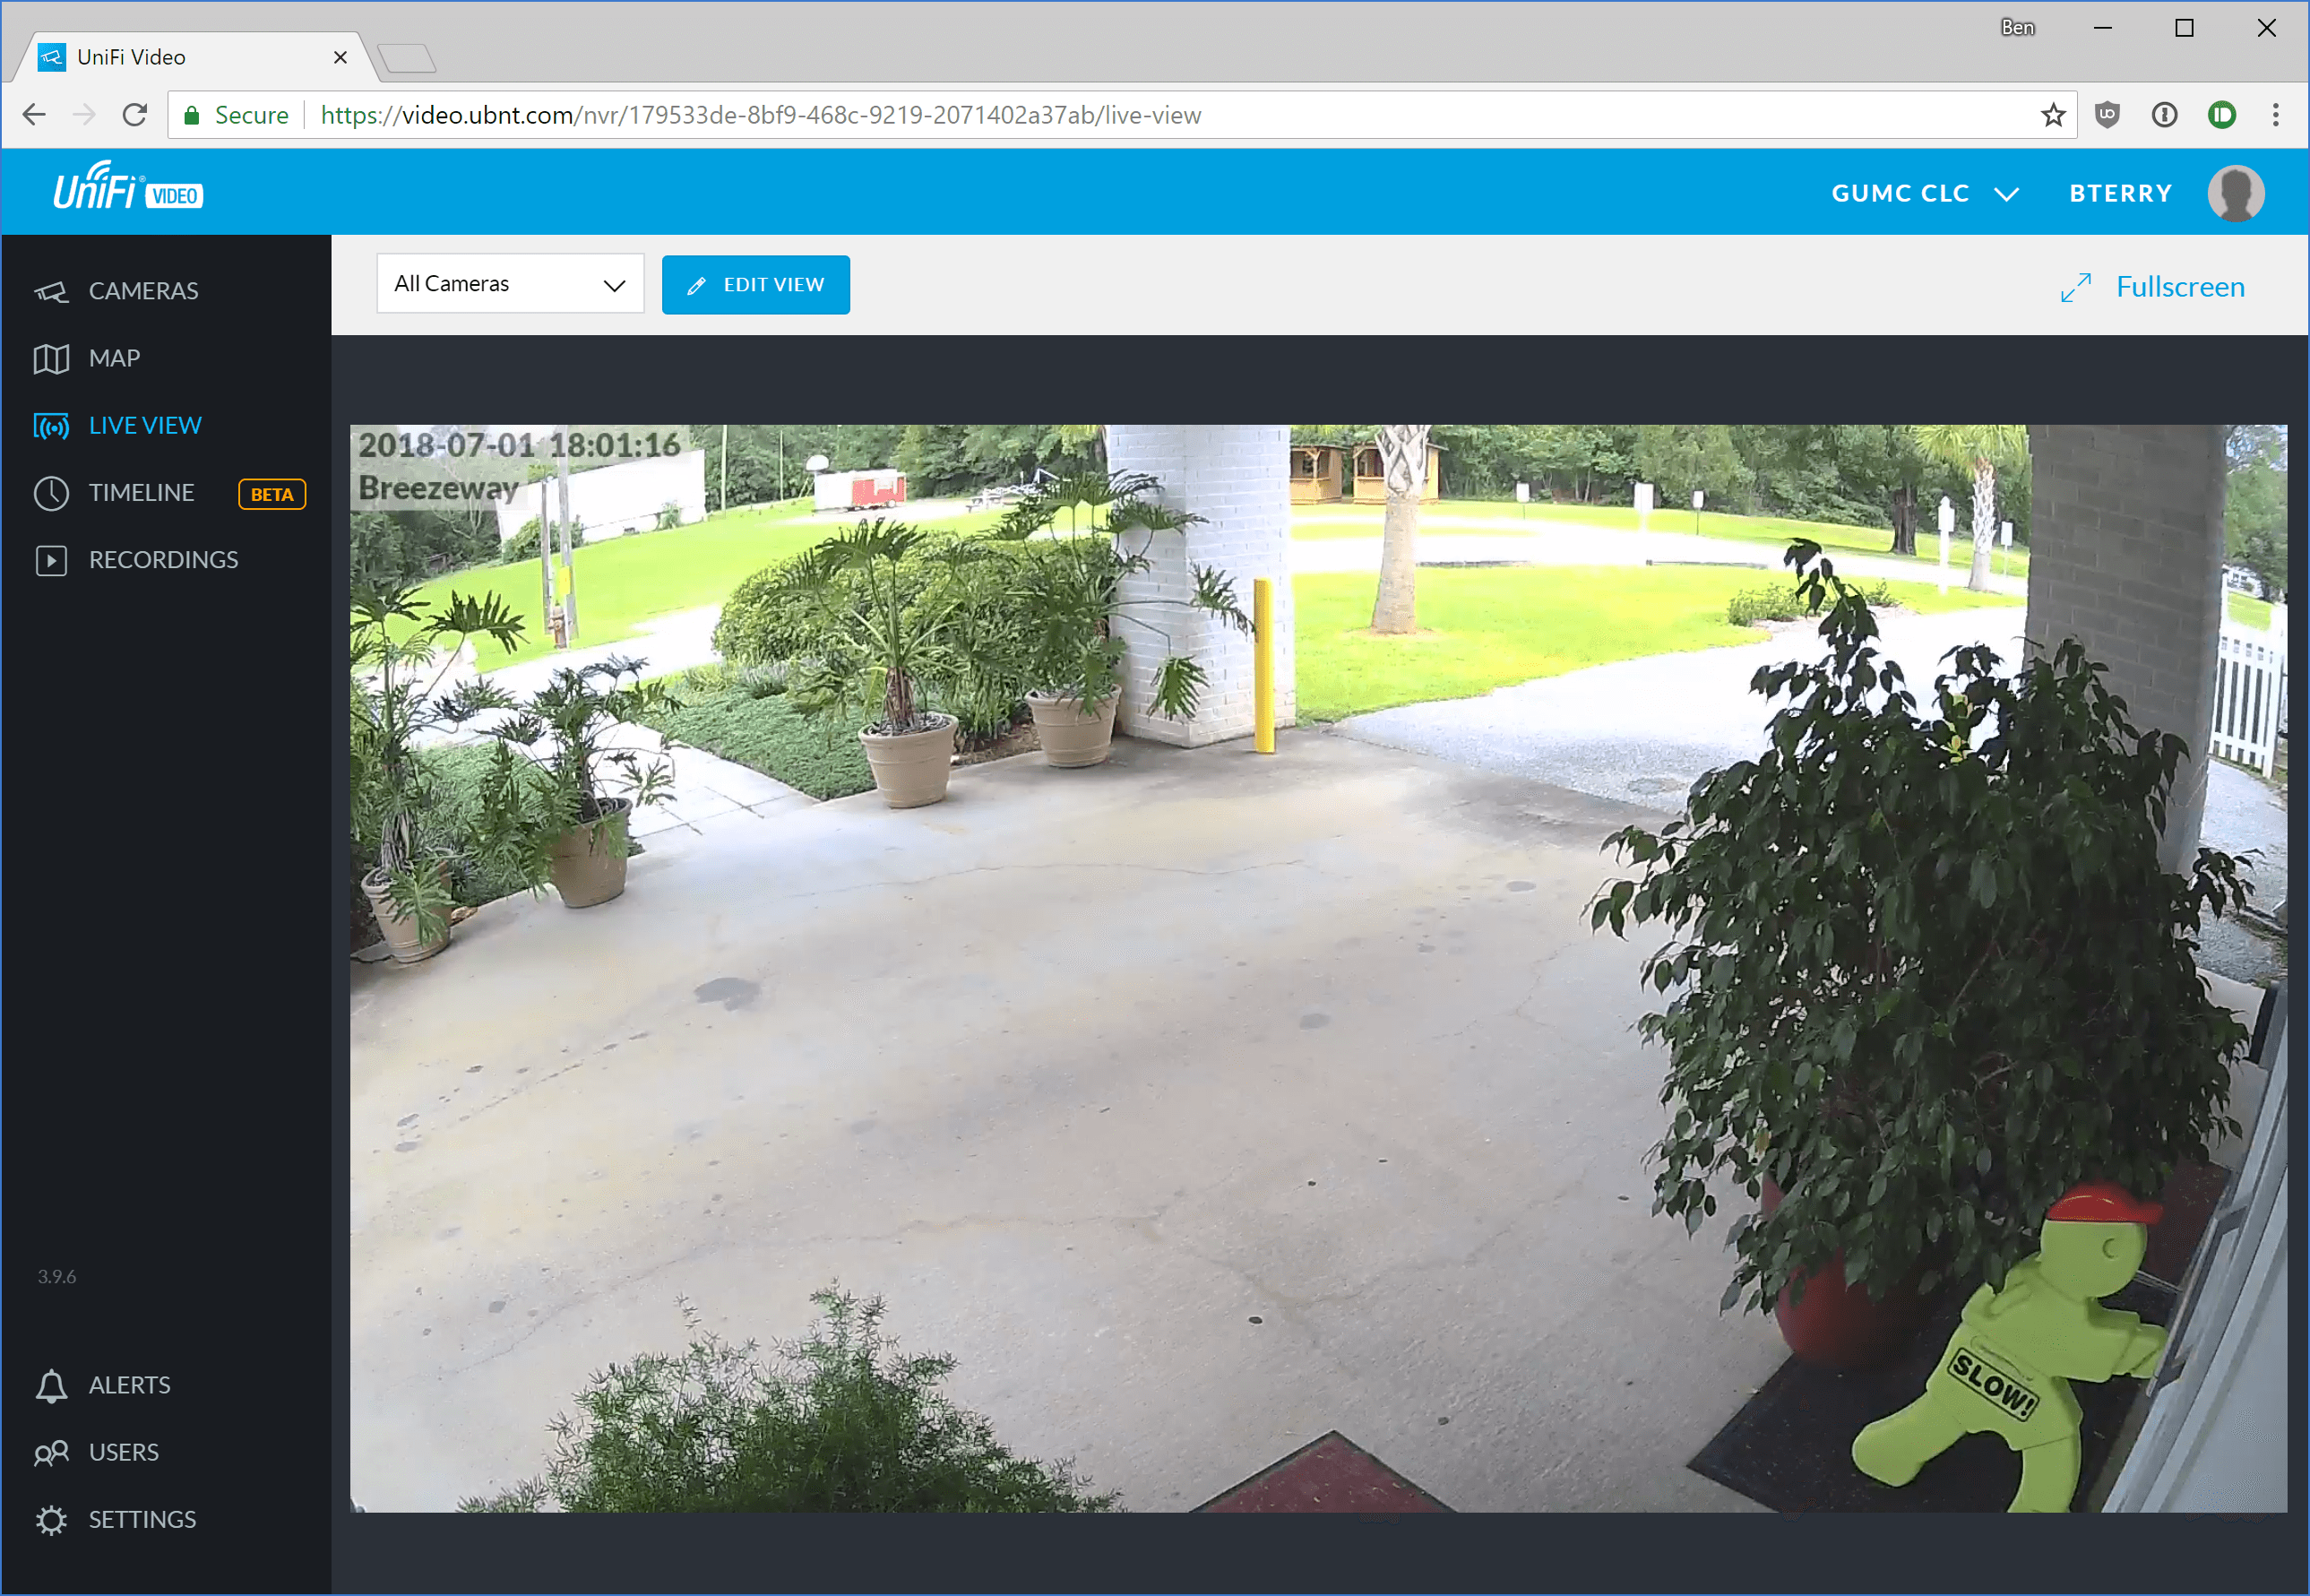 Ben
UniFi Video
Secure https://video.ubnt.com/nvr/179533de-8bf9-468c-9219-2071402a37ab/live-view
UniFi® VIDEO
GUMC CLC BTERRY
All Cameras EDIT VIEW Fullscreen
CAMERAS
MAP
LIVE VIEW
TIMELINE BETA
RECORDINGS
3.9.6
ALERTS
USERS
SETTINGS
2018-07-01 18:01:16
Breezeway
SLOW!